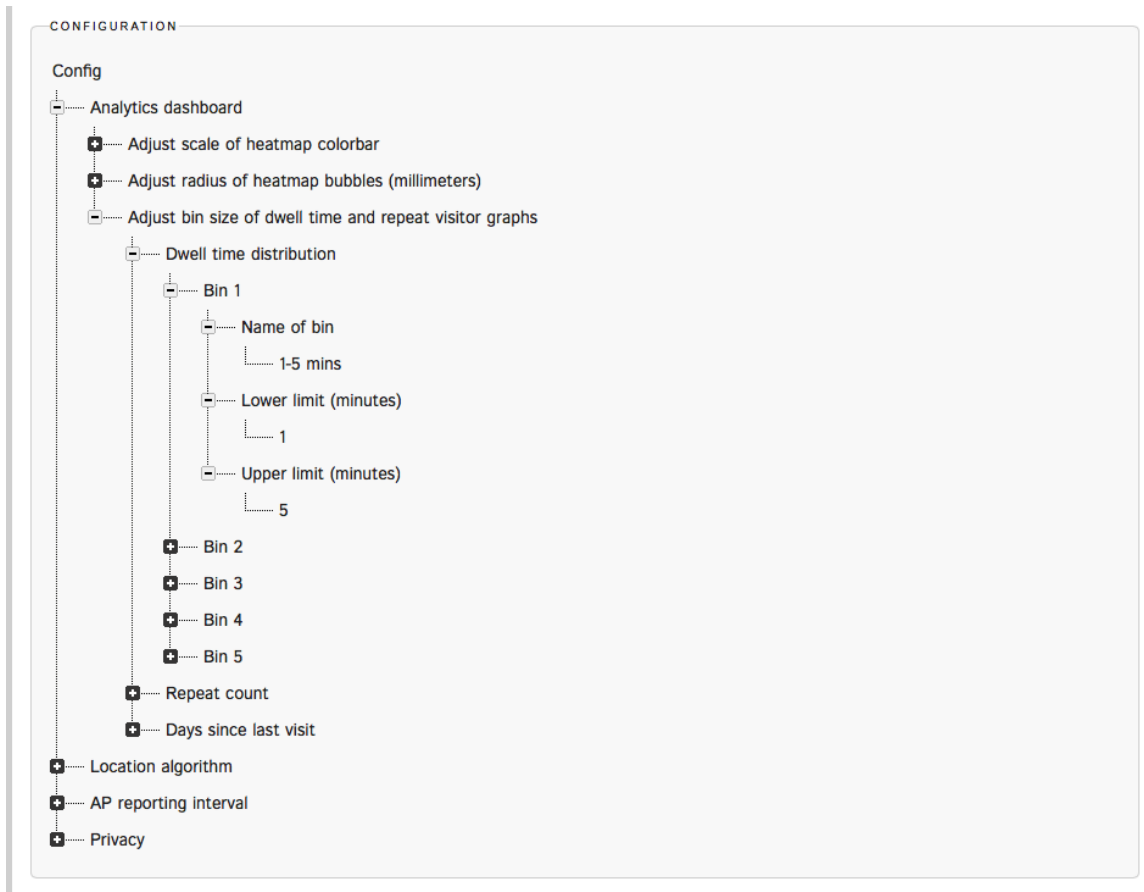 CONFIGURATION
Config
Analytics dashboard
Adjust scale of heatmap colorbar
Adjust radius of heatmap bubbles (millimeters)
Adjust bin size of dwell time and repeat visitor graphs
Dwell time distribution
Bin 1
Name of bin
1-5 mins
Lower limit (minutes)
1
Upper limit (minutes)
5
Bin 2
Bin 3
Bin 4
Bin 5
Repeat count
Days since last visit
Location algorithm
AP reporting interval
Privacy